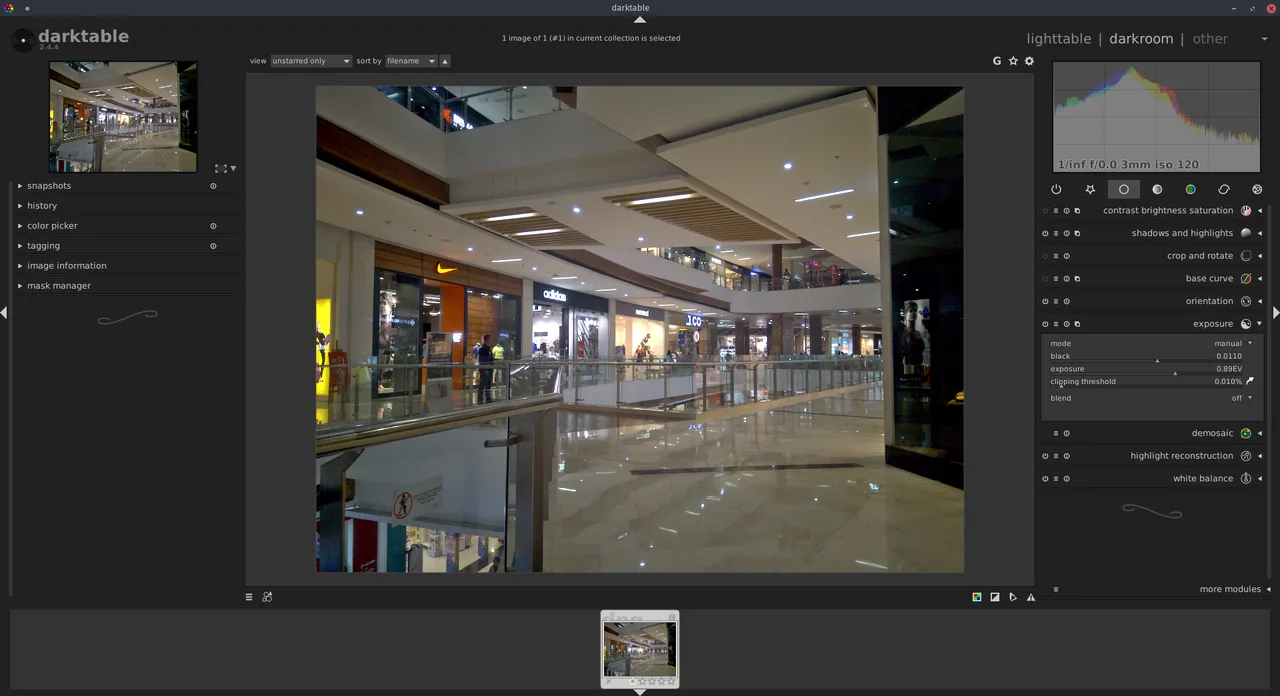 darktable
darktable
2.4.4
1 image of 1 (#1) in current collection is selected
lighttable | darkroom | other
view unstarred only sort by filename
G
1/inf f/0.0 3mm iso 120
snapshots
history
color picker
tagging
image information
mask manager
adidas
J.CO
contrast brightness saturation
shadows and highlights
crop and rotate
base curve
orientation
exposure
mode manual
black 0.0110
exposure 0.89EV
clipping threshold 0.010%
blend off
demosaic
highlight reconstruction
white balance
more modules
dng